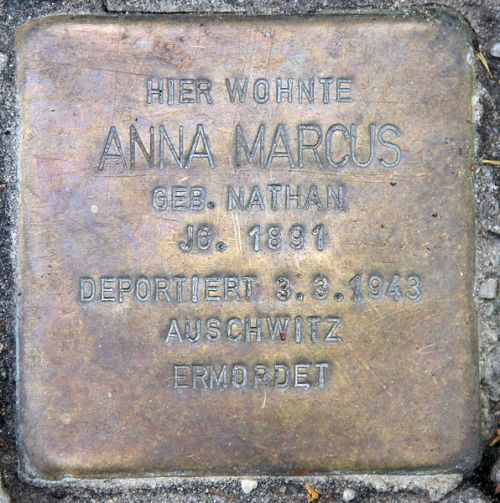 HIER WOHNTE
ANNA MARCUS
GEB. NATHAN
JG. 1891
DEPORTIERT 3.3.1943
AUSCHWITZ
ERMORDET